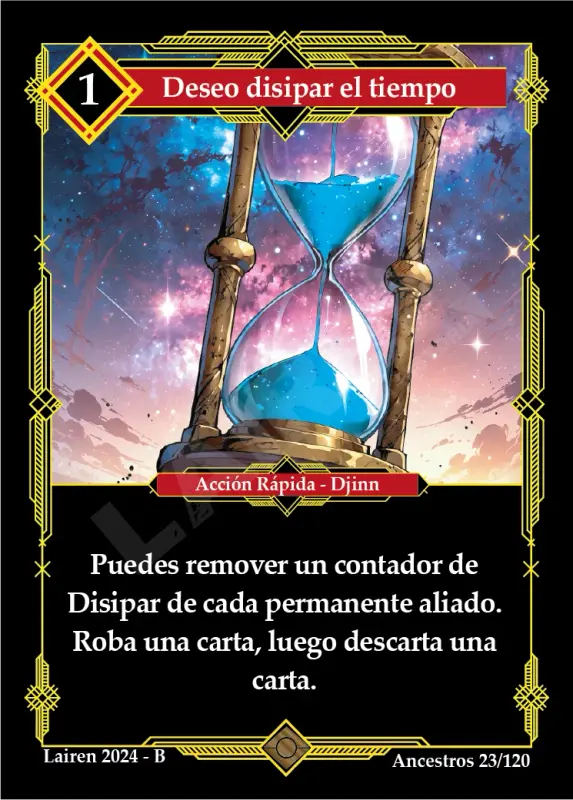 1
Deseo disipar el tiempo
Acción Rápida - Djinn
Puedes remover un contador de
Disipar de cada permanente aliado.
Roba una carta, luego descarta una
carta.
Lairen 2024 - B
Ancestros 23/120